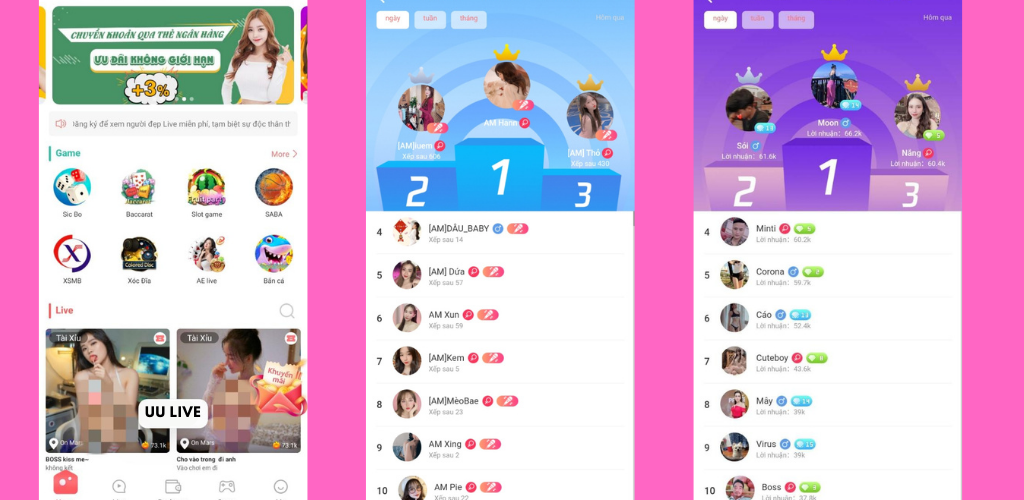 CHUYỂN KHOẢN QUA THẺ NGÂN HÀNG
ƯU ĐÃI KHÔNG GIỚI HẠN
+3%
ăng ký để xem người đẹp Live miễn phí, tạm biệt sự độc thân th
Game
More >
Sic Bo
Baccarat
Slot game
SABA
XSMB
Xóc Đĩa
AE live
Bắn cá
Live
Tài Xỉu
On Mars
73.1k
BOSS kiss me~
không kết
Tài Xỉu
Khuyến mãi
On Mars
73.1k
Cho vào trong đi anh
Vào chơi em đi
UU LIVE
ngày
tuần
tháng
Hôm qua
AM Hana
Xếp sau 606
[AM] Thỏ
Xếp sau 430
2
1
3
4
[AM]DÂU_BABY
Xếp sau 14
5
[AM] Dứa
Xếp sau 57
6
AM Xun
Xếp sau 59
7
[AM]Kem
Xếp sau 5
8
[AM]MèoBae
Xếp sau 23
9
AM Xing
Xếp sau 2
10
AM Pie
Xếp sau 22
ngày
tuần
tháng
Hôm qua
Moon
Lời nhuận: 66.2k
Sói
Lời nhuận: 61.6k
Nắng
Lời nhuận: 60.4k
2
1
3
4
Minti
Lời nhuận: 60.2k
5
Corona
Lời nhuận: 59.7k
6
Cáo
Lời nhuận: 52.4k
7
Cuteboy
Lời nhuận: 43.6k
8
Mây
Lời nhuận: 39k
9
Virus
Lời nhuận: 39k
10
Boss
Lời nhuận: 37.8k